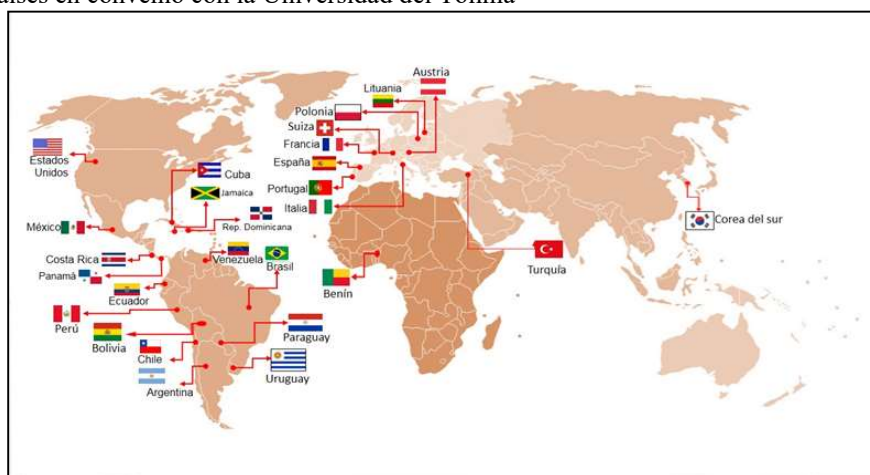 aíses en convenio con la Universidad del Tolima
Austria
Lituania
Polonia
Suiza
Francia
España
Portugal
Italia
Estados
Unidos
Cuba
Jamaica
Rep. Dominicana
México
Costa Rica
Panamá
Venezuela
Brasil
Ecuador
Perú
Bolivia
Chile
Argentina
Paraguay
Uruguay
Benín
Turquía
Corea del sur